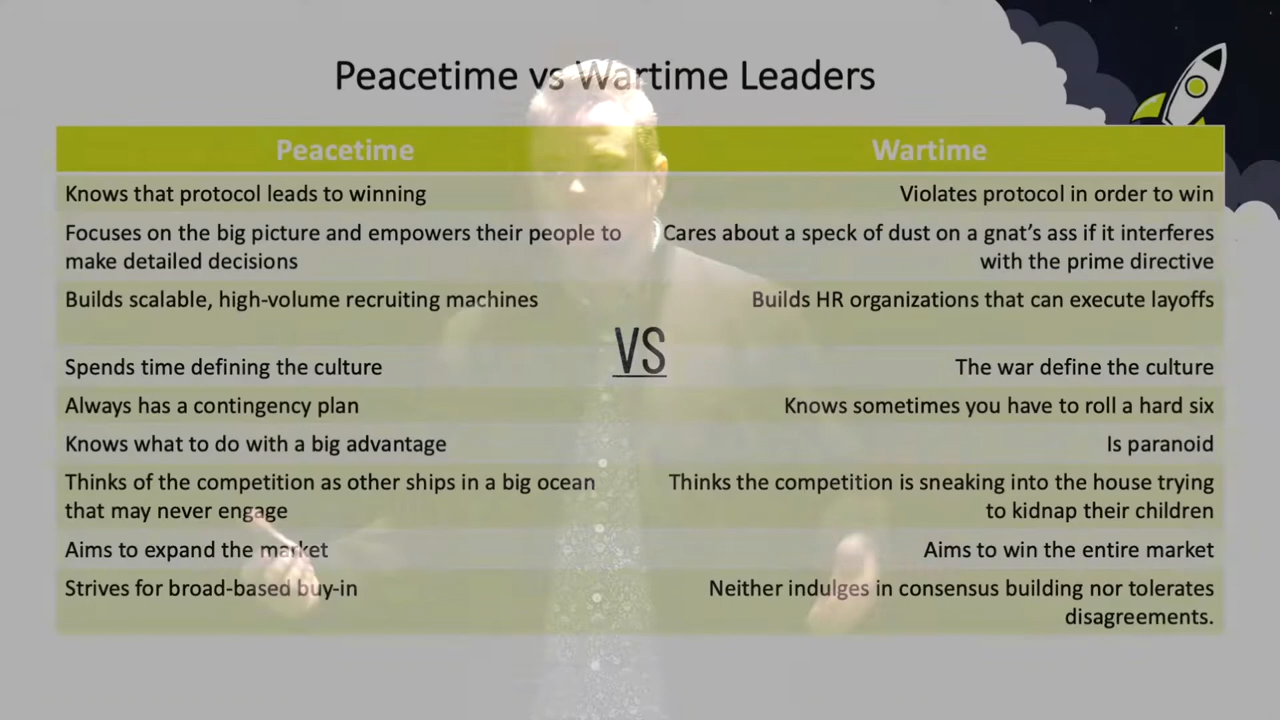 Peacetime vs Wartime Leaders
Peacetime
Wartime
Knows that protocol leads to winning
Violates protocol in order to win
Focuses on the big picture and empowers their people to
make detailed decisions
Cares about a speck of dust on a gnat's ass if it interferes
with the prime directive
Builds scalable, high-volume recruiting machines
Builds HR organizations that can execute layoffs
VS
Spends time defining the culture
The war define the culture
Always has a contingency plan
Knows sometimes you have to roll a hard six
Knows what to do with a big advantage
Is paranoid
Thinks of the competition as other ships in a big ocean
that may never engage
Thinks the competition is sneaking into the house trying
to kidnap their children
Aims to expand the market
Aims to win the entire market
Strives for broad-based buy-in
Neither indulges in consensus building nor tolerates
disagreements.